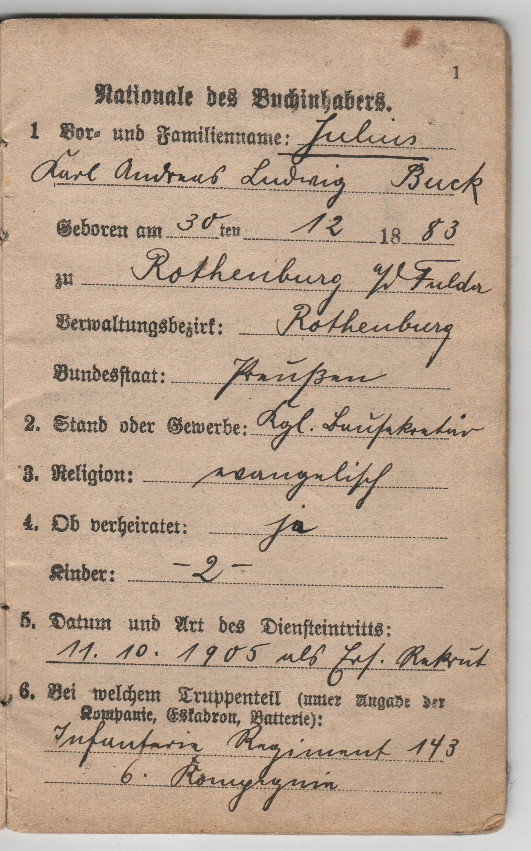 1
Nationale des Buchinhabers.
1 Vor- und Familienname: Julius
Karl Andreas Ludwig Buck
Geboren am 30ten 12 1883
zu Rothenburg a/d Fulda
Verwaltungsbezirk: Rothenburg
Bundesstaat: Preußen
2. Stand oder Gewerbe: Kgl. Bausekretär
3. Religion: evangelisch
4. Ob verheiratet: ja
Kinder: - 2 -
5. Datum und Art des Diensteintritts:
11. 10. 1905 als Ers. Rekrut
6. Bei welchem Truppenteil (unter Angabe der
Kompanie, Eskadron, Batterie):
Infanterie Regiment 143
6. Kompagnie